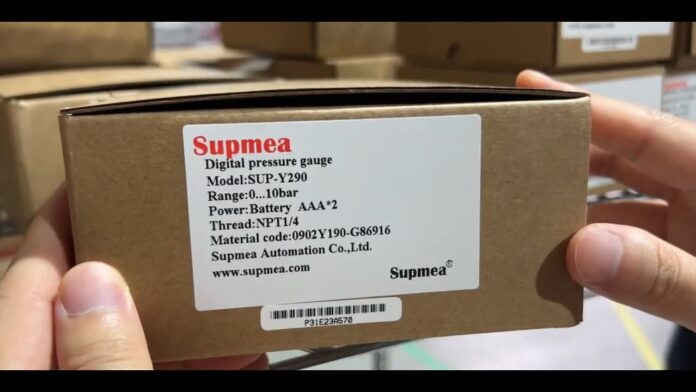 Supmea
Digital pressure gauge
Model:SUP-Y290
Range:0...10bar
Power:Battery AAA*2
Thread:NPT1/4
Material code:0902Y190-G86916
Supmea Automation Co.,Ltd.
www.supmea.com
Supmea®
P31E23A570